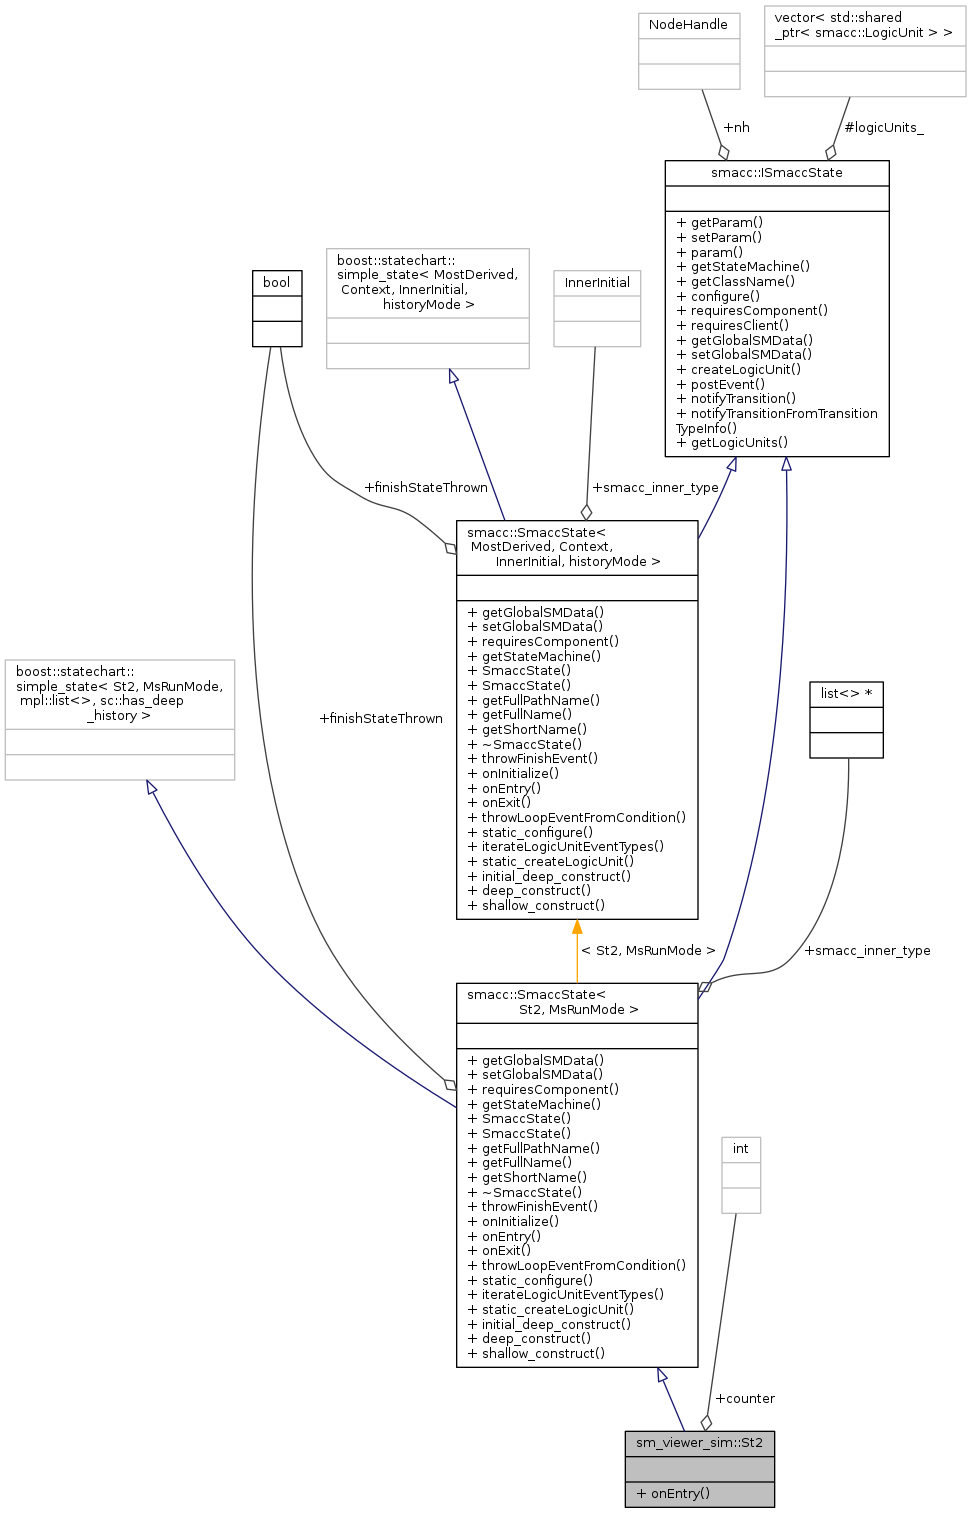 NodeHandle
vector< std::shared
_ptr< smacc::LogicUnit > >
+nh
#logicUnits_
smacc::ISmaccState
+ getParam()
+ setParam()
+ param()
+ getStateMachine()
+ getClassName()
+ configure()
+ requiresComponent()
+ requiresClient()
+ getGlobalSMData()
+ setGlobalSMData()
+ createLogicUnit()
+ postEvent()
+ notifyTransition()
+ notifyTransitionFromTransition
TypeInfo()
+ getLogicUnits()
bool
boost::statechart::
simple_state< MostDerived,
Context, InnerInitial,
historyMode >
InnerInitial
+finishStateThrown
+smacc_inner_type
smacc::SmaccState<
MostDerived, Context,
InnerInitial, historyMode >
+ getGlobalSMData()
+ setGlobalSMData()
+ requiresComponent()
+ getStateMachine()
+ SmaccState()
+ SmaccState()
+ getFullPathName()
+ getFullName()
+ getShortName()
+ ~SmaccState()
+ throwFinishEvent()
+ onInitialize()
+ onEntry()
+ onExit()
+ throwLoopEventFromCondition()
+ static_configure()
+ iterateLogicUnitEventTypes()
+ static_createLogicUnit()
+ initial_deep_construct()
+ deep_construct()
+ shallow_construct()
boost::statechart::
simple_state< St2, MsRunMode,
mpl::list<>, sc::has_deep
_history >
+finishStateThrown
list<> *
< St2, MsRunMode >
+smacc_inner_type
smacc::SmaccState<
St2, MsRunMode >
+ getGlobalSMData()
+ setGlobalSMData()
+ requiresComponent()
+ getStateMachine()
+ SmaccState()
+ SmaccState()
+ getFullPathName()
+ getFullName()
+ getShortName()
+ ~SmaccState()
+ throwFinishEvent()
+ onInitialize()
+ onEntry()
+ onExit()
+ throwLoopEventFromCondition()
+ static_configure()
+ iterateLogicUnitEventTypes()
+ static_createLogicUnit()
+ initial_deep_construct()
+ deep_construct()
+ shallow_construct()
int
+counter
sm_viewer_sim::St2
+ onEntry()